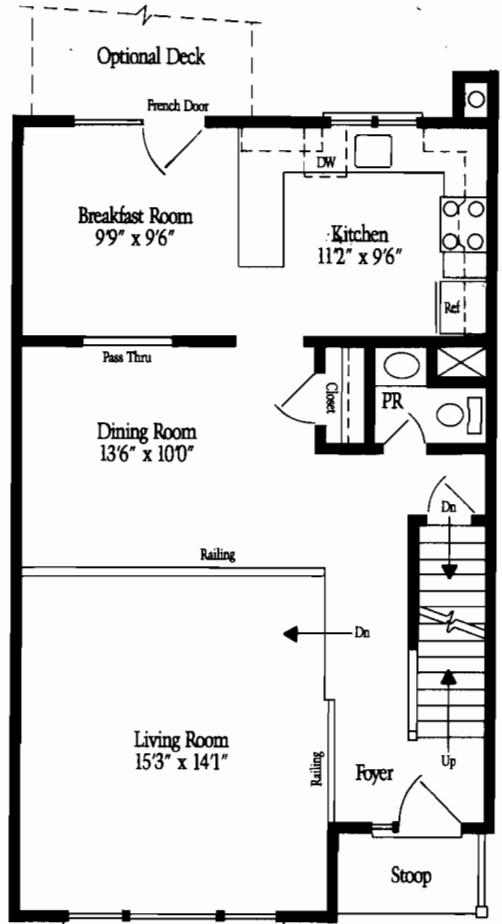 Optional Deck
French Door
DW
Breakfast Room
9'9" x 9'6"
Kitchen
11'2" x 9'6"
Ref
Pass Thru
Closet
PR
Dining Room
13'6" x 10'0"
Dn
Railing
Dn
Living Room
15'3" x 14'1"
Railing
Foyer
Up
Stoop